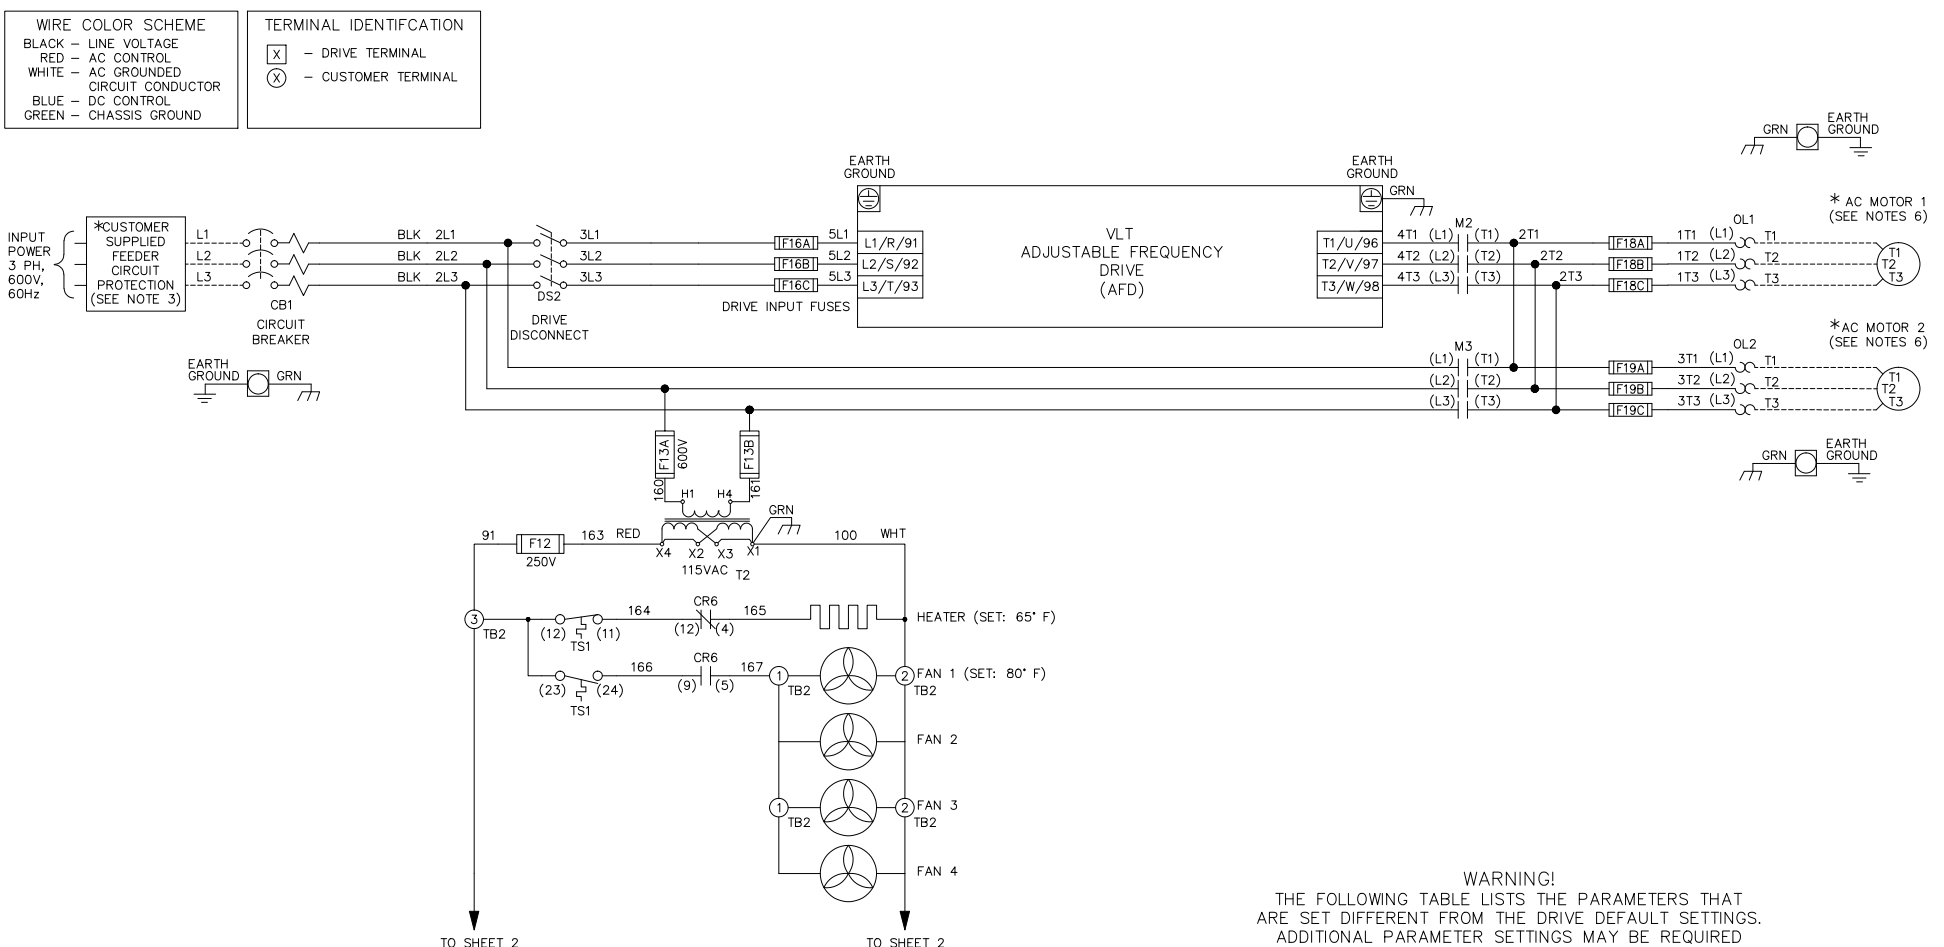 WIRE COLOR SCHEME
BLACK – LINE VOLTAGE
RED – AC CONTROL
WHITE – AC GROUNDED
CIRCUIT CONDUCTOR
BLUE – DC CONTROL
GREEN – CHASSIS GROUND
TERMINAL IDENTIFCATION
X – DRIVE TERMINAL
X – CUSTOMER TERMINAL
INPUT
POWER
3 PH,
600V,
60Hz
*CUSTOMER
SUPPLIED
FEEDER
CIRCUIT
PROTECTION
(SEE NOTE 3)
L1
L2
L3
CB1
CIRCUIT
BREAKER
BLK 2L1
BLK 2L2
BLK 2L3
DS2
DRIVE
DISCONNECT
3L1
3L2
3L3
F16A
F16B
F16C
DRIVE INPUT FUSES
5L1
5L2
5L3
EARTH
GROUND
L1/R/91
L2/S/92
L3/T/93
VLT
ADJUSTABLE FREQUENCY
DRIVE
(AFD)
EARTH
GROUND
GRN
T1/U/96
T2/V/97
T3/W/98
4T1 (L1) M2 (T1) 2T1
4T2 (L2) (T2) 2T2
4T3 (L3) (T3) 2T3
F18A
F18B
F18C
1T1 (L1) OL1 T1
1T2 (L2) T2
1T3 (L3) T3
GRN
EARTH
GROUND
* AC MOTOR 1
(SEE NOTES 6)
T1
T2
T3
M3
(L1) (T1)
(L2) (T2)
(L3) (T3)
F19A
F19B
F19C
3T1 (L1) OL2 T1
3T2 (L2) T2
3T3 (L3) T3
*AC MOTOR 2
(SEE NOTES 6)
T1
T2
T3
GRN
EARTH
GROUND
EARTH
GROUND
GRN
F13A
600V
F13B
160
161
H1 H4
GRN
91 F12 163 RED
250V
X4 X2 X3 X1
115VAC T2
100 WHT
3
TB2
(12) (11)
TS1
164
CR6
(12) (4)
165
HEATER (SET: 65° F)
(23) (24)
TS1
166
CR6
(9) (5)
167
1
TB2
2
TB2
FAN 1 (SET: 80° F)
FAN 2
1
TB2
2
TB2
FAN 3
FAN 4
TO SHEET 2
TO SHEET 2
WARNING!
THE FOLLOWING TABLE LISTS THE PARAMETERS THAT
ARE SET DIFFERENT FROM THE DRIVE DEFAULT SETTINGS.
ADDITIONAL PARAMETER SETTINGS MAY BE REQUIRED